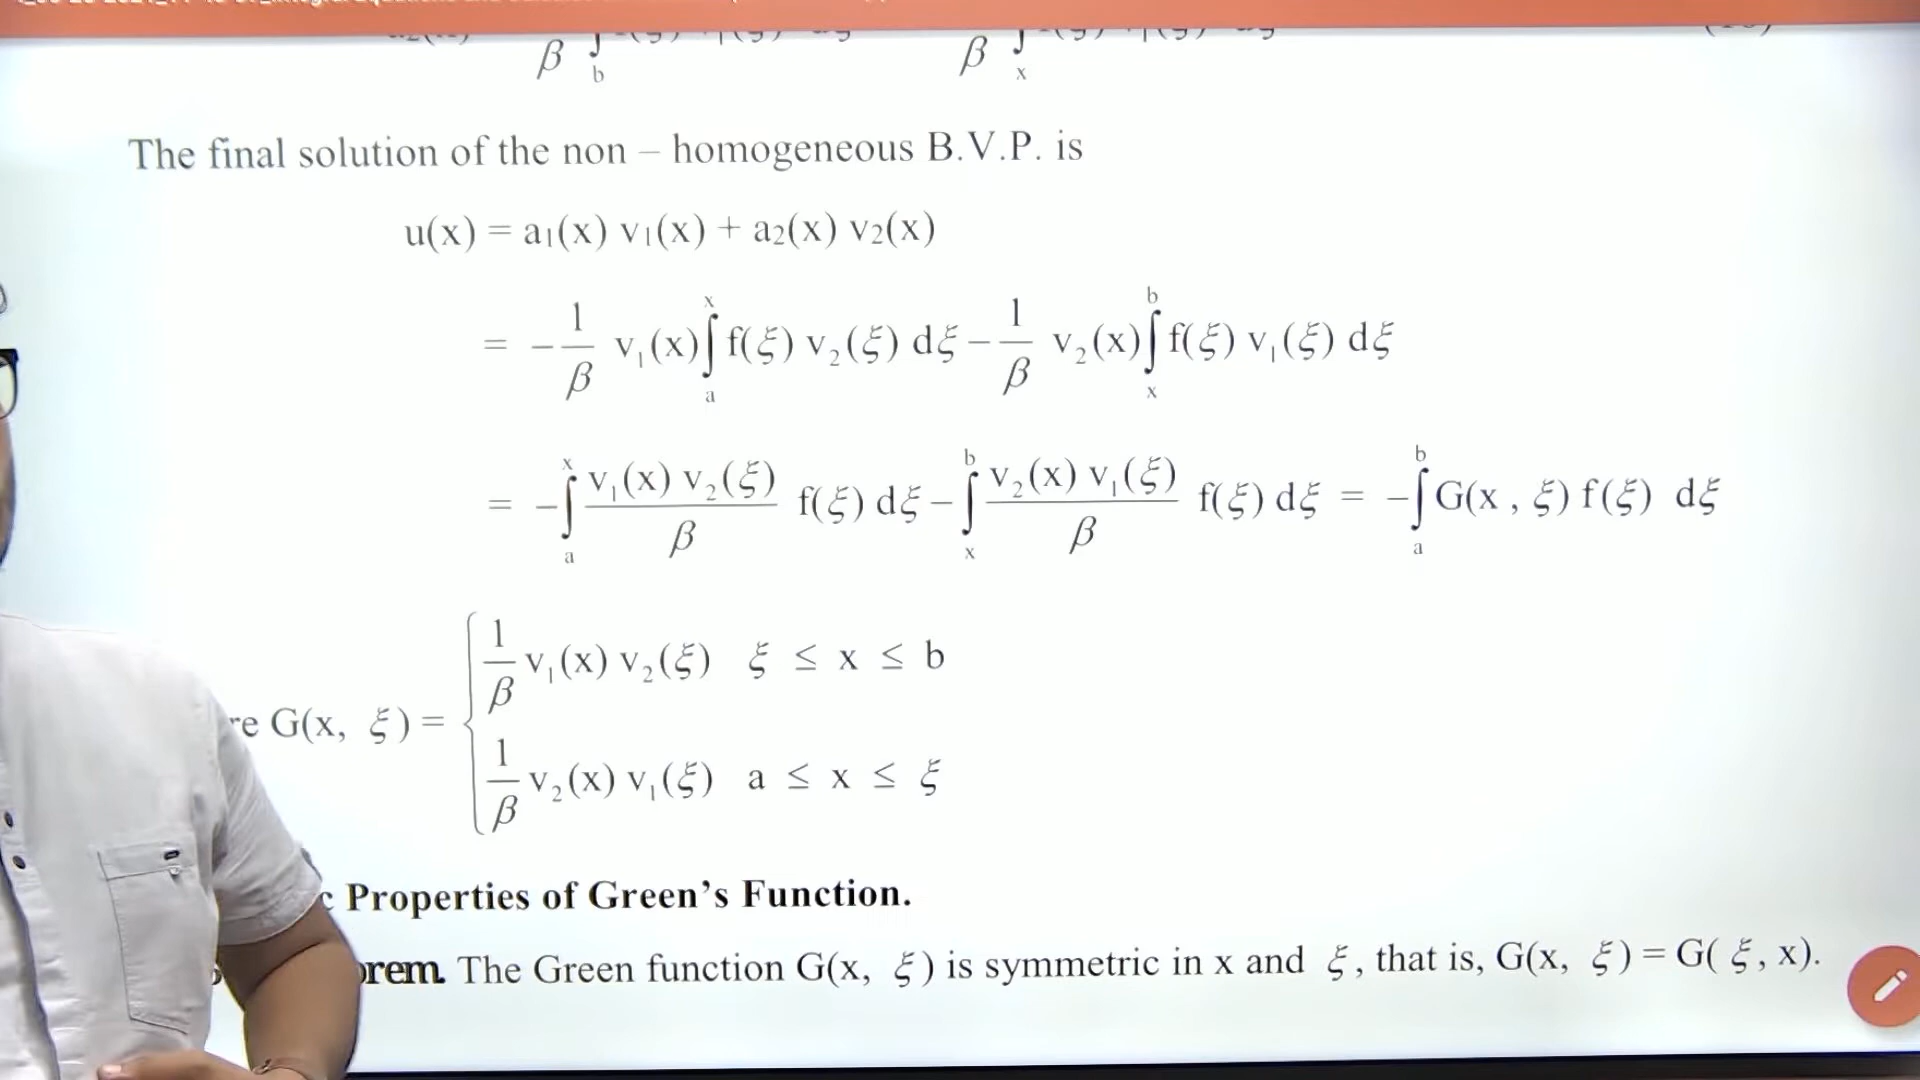 β b β x
The final solution of the non – homogeneous B.V.P. is
u(x) = a₁(x) v₁(x) + a₂(x) v₂(x)
= −1/β v₁(x) ∫ₐˣ f(ξ) v₂(ξ) dξ − 1/β v₂(x) ∫ₓᵇ f(ξ) v₁(ξ) dξ
= −∫ₐˣ v₁(x) v₂(ξ)/β f(ξ) dξ − ∫ₓᵇ v₂(x) v₁(ξ)/β f(ξ) dξ = −∫ₐᵇ G(x , ξ) f(ξ) dξ
1/β v₁(x) v₂(ξ) ξ ≤ x ≤ b
re G(x, ξ) = {
1/β v₂(x) v₁(ξ) a ≤ x ≤ ξ
c Properties of Green’s Function.
rem. The Green function G(x, ξ) is symmetric in x and ξ, that is, G(x, ξ) = G( ξ, x).